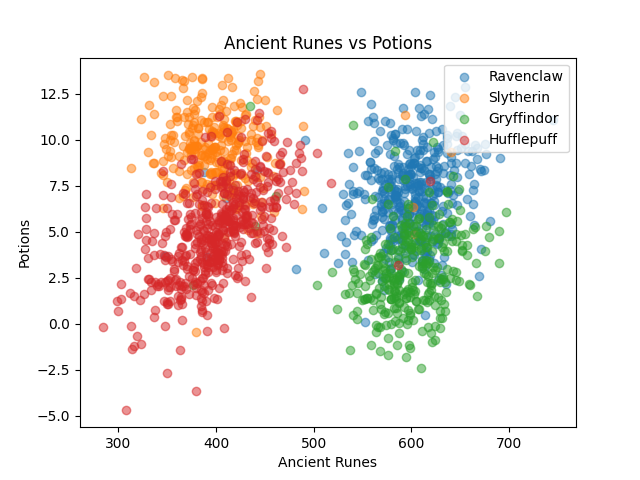 Ancient Runes vs Potions
Ravenclaw
Slytherin
Gryffindor
Hufflepuff
12.5
10.0
7.5
5.0
2.5
0.0
−2.5
−5.0
Potions
300 400 500 600 700
Ancient Runes